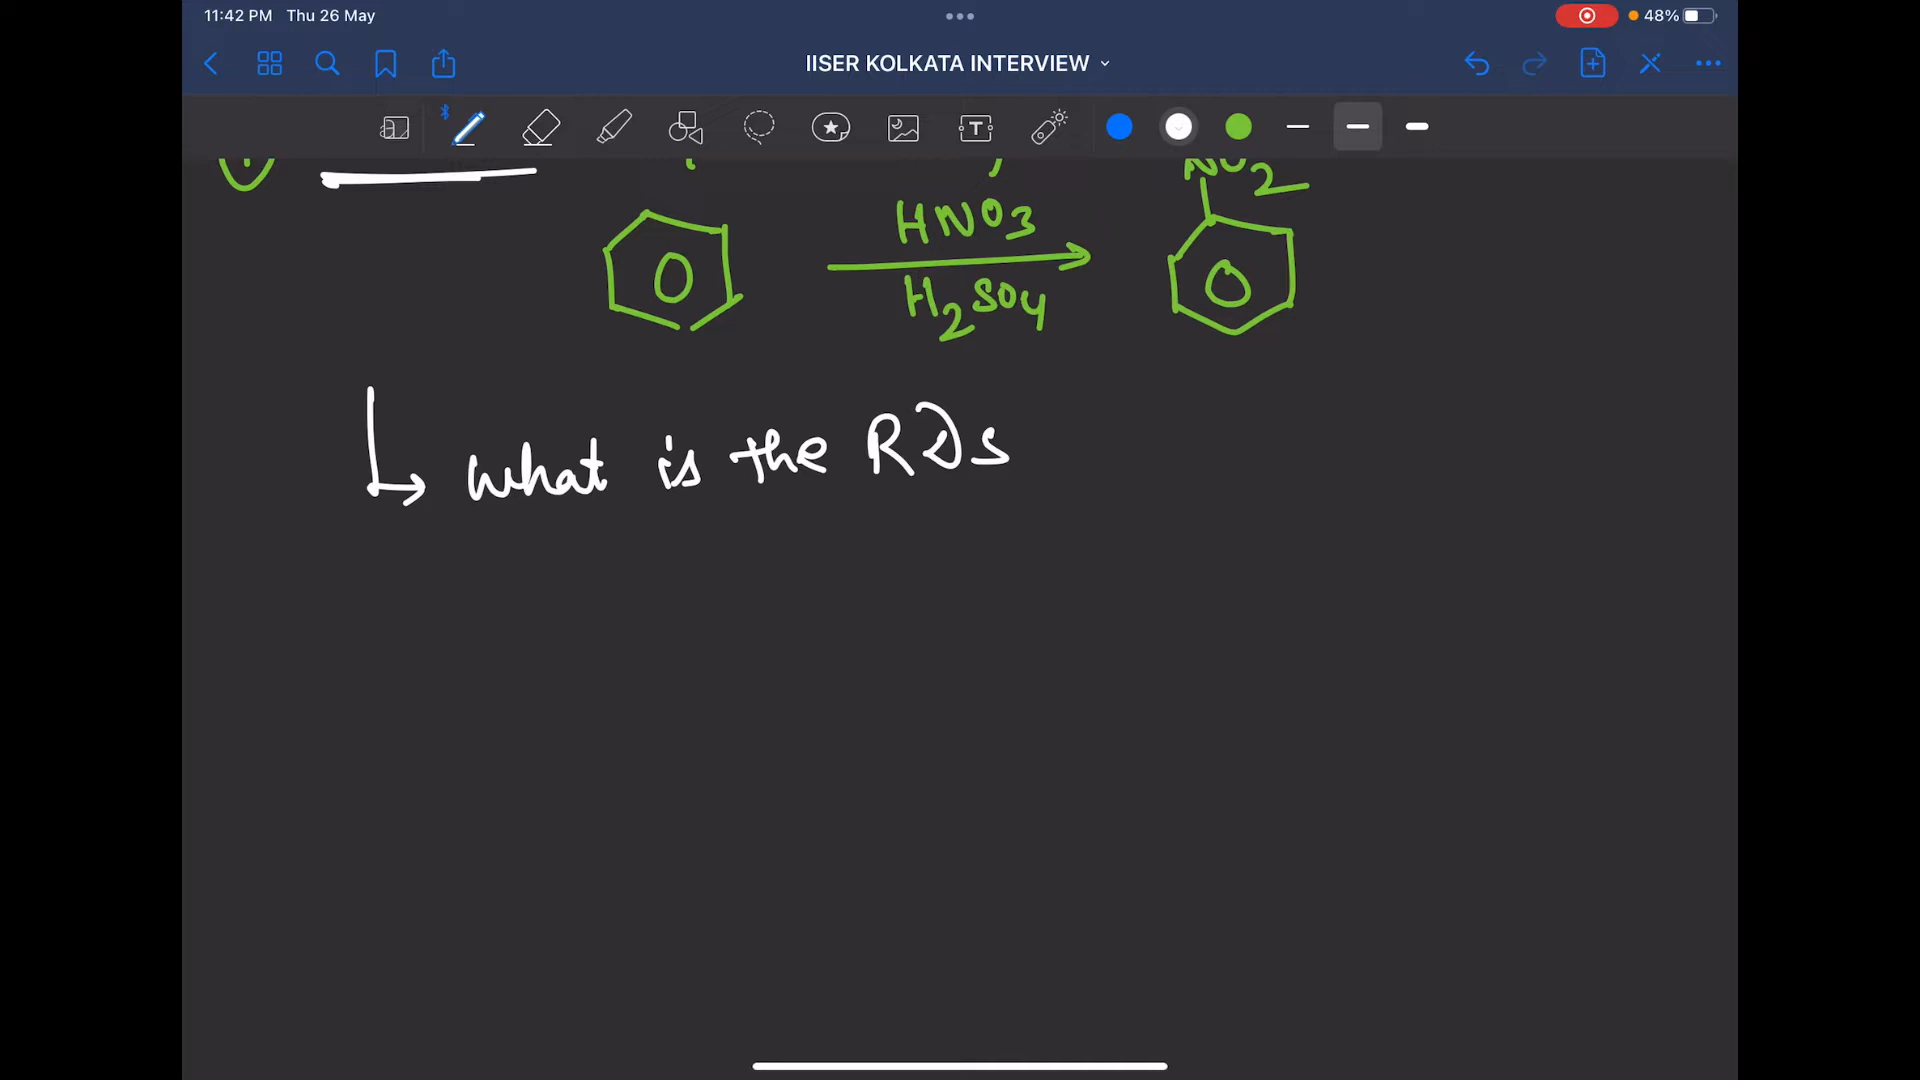 11:42 PM Thu 26 May
48%
IISER KOLKATA INTERVIEW
T
NO2
HNO3
H2SO4
what is the RDS